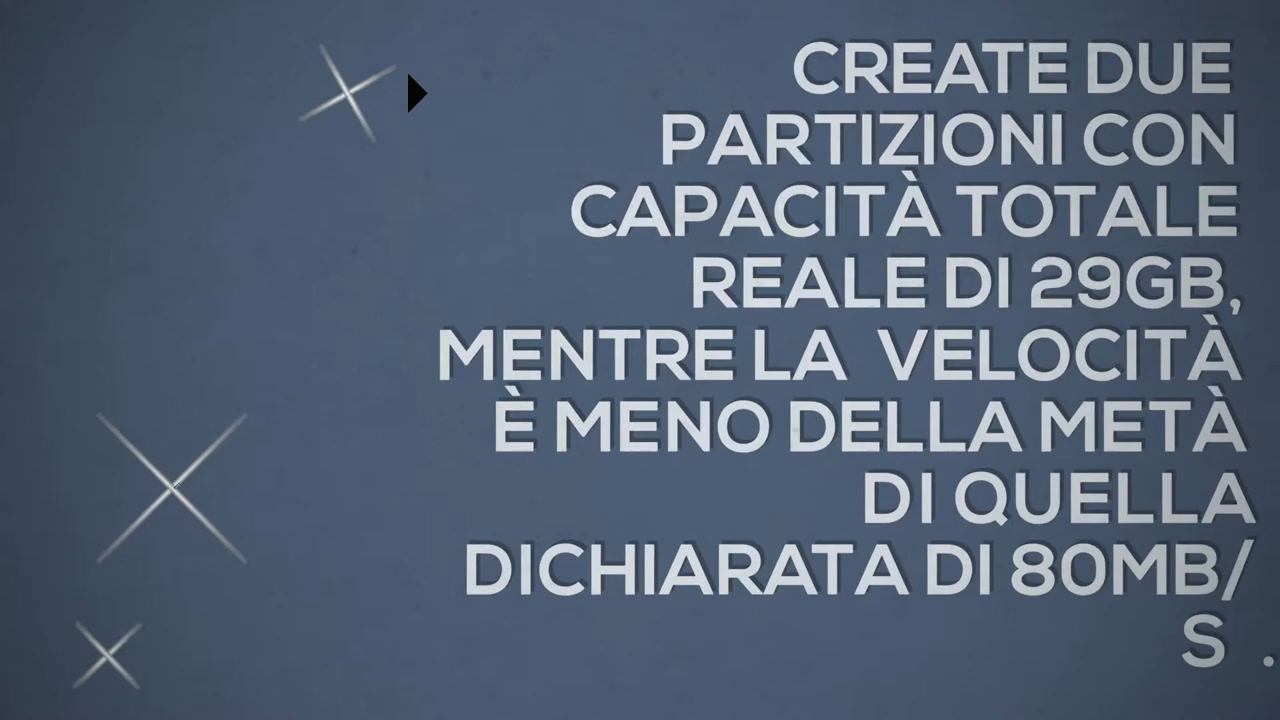 CREATE DUE
PARTIZIONI CON
CAPACITÀ TOTALE
REALE DI 29GB,
MENTRE LA VELOCITÀ
È MENO DELLA METÀ
DI QUELLA
DICHIARATA DI 80MB/
S .